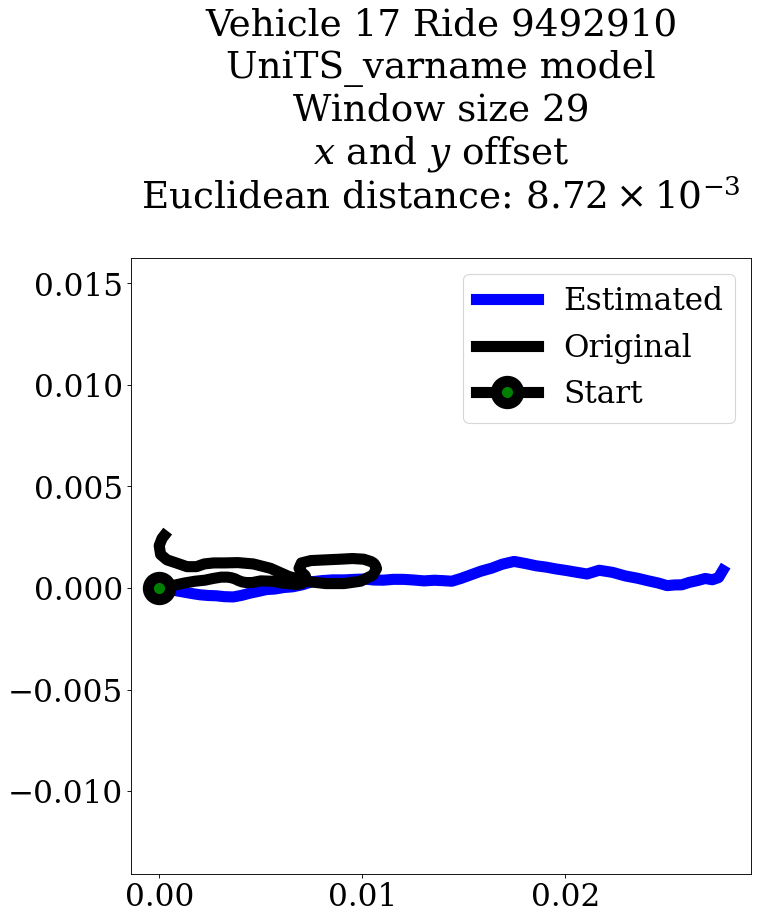 Vehicle 17 Ride 9492910
UniTS_varname model
Window size 29
x and y offset
Euclidean distance: 8.72 × 10⁻³
Estimated
Original
Start
0.015
0.010
0.005
0.000
−0.005
−0.010
0.00 0.01 0.02